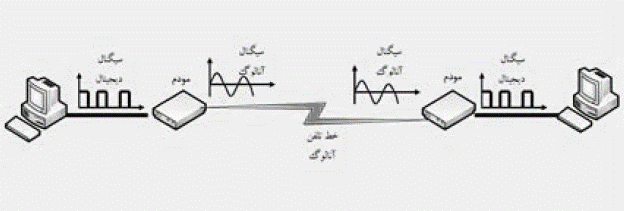 سیگنال
دیجیتال
مودم
سیگنال
آنالوگ
خط تلفن
آنالوگ
سیگنال
آنالوگ
مودم
سیگنال
دیجیتال